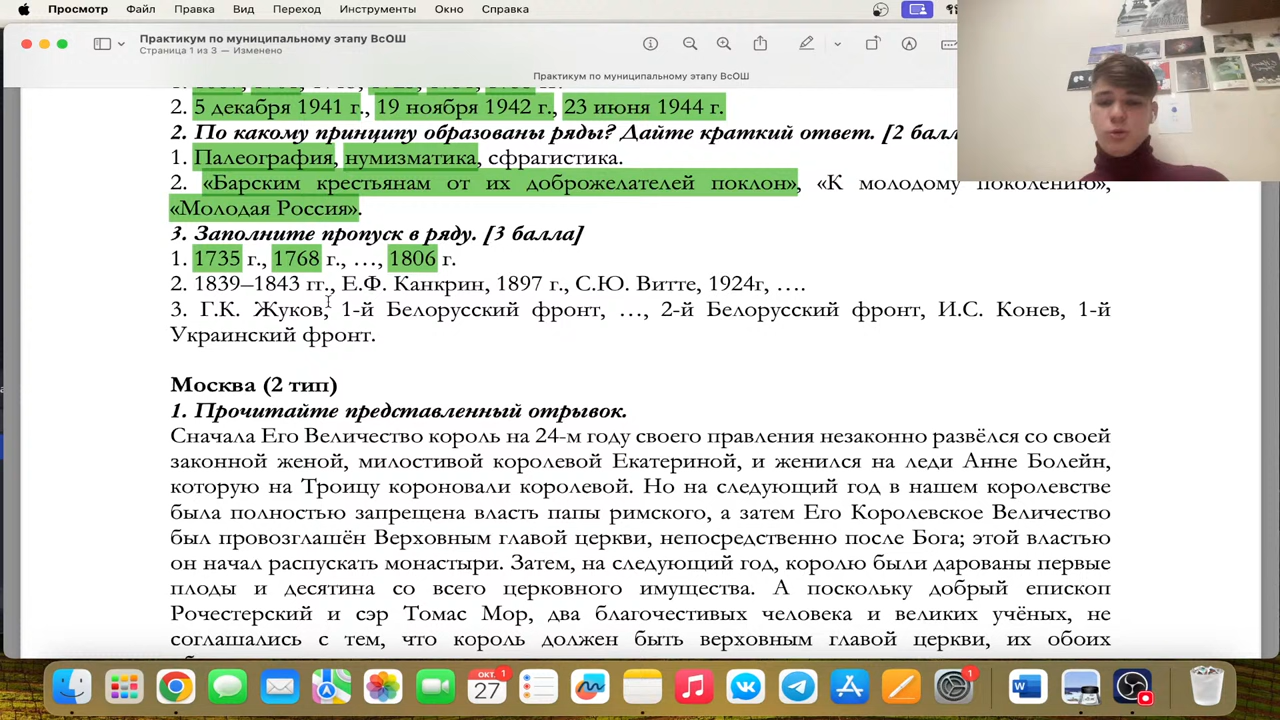 Просмотр Файл Правка Вид Переход Инструменты Окно Справка
Практикум по муниципальному этапу ВсОШ
Страница 1 из 3 — Изменено
Практикум по муниципальному этапу ВсОШ
2. 5 декабря 1941 г., 19 ноября 1942 г., 23 июня 1944 г.
2. По какому принципу образованы ряды? Дайте краткий ответ. [2 балл
1. Палеография, нумизматика, сфрагистика.
2. «Барским крестьянам от их доброжелателей поклон», «К молодому поколению»,
«Молодая Россия».
3. Заполните пропуск в ряду. [3 балла]
1. 1735 г., 1768 г., …, 1806 г.
2. 1839–1843 гг., Е.Ф. Канкрин, 1897 г., С.Ю. Витте, 1924г, ….
3. Г.К. Жуков, 1-й Белорусский фронт, …, 2-й Белорусский фронт, И.С. Конев, 1-й
Украинский фронт.
Москва (2 тип)
1. Прочитайте представленный отрывок.
Сначала Его Величество король на 24-м году своего правления незаконно развёлся со своей
законной женой, милостивой королевой Екатериной, и женился на леди Анне Болейн,
которую на Троицу короновали королевой. Но на следующий год в нашем королевстве
была полностью запрещена власть папы римского, а затем Его Королевское Величество
был провозглашён Верховным главой церкви, непосредственно после Бога; этой властью
он начал распускать монастыри. Затем, на следующий год, королю были дарованы первые
плоды и десятина со всего церковного имущества. А поскольку добрый епископ
Рочестерский и сэр Томас Мор, два благочестивых человека и великих учёных, не
соглашались с тем, что король должен быть верховным главой церкви, их обоих
ОКТ. 1
27
1
W